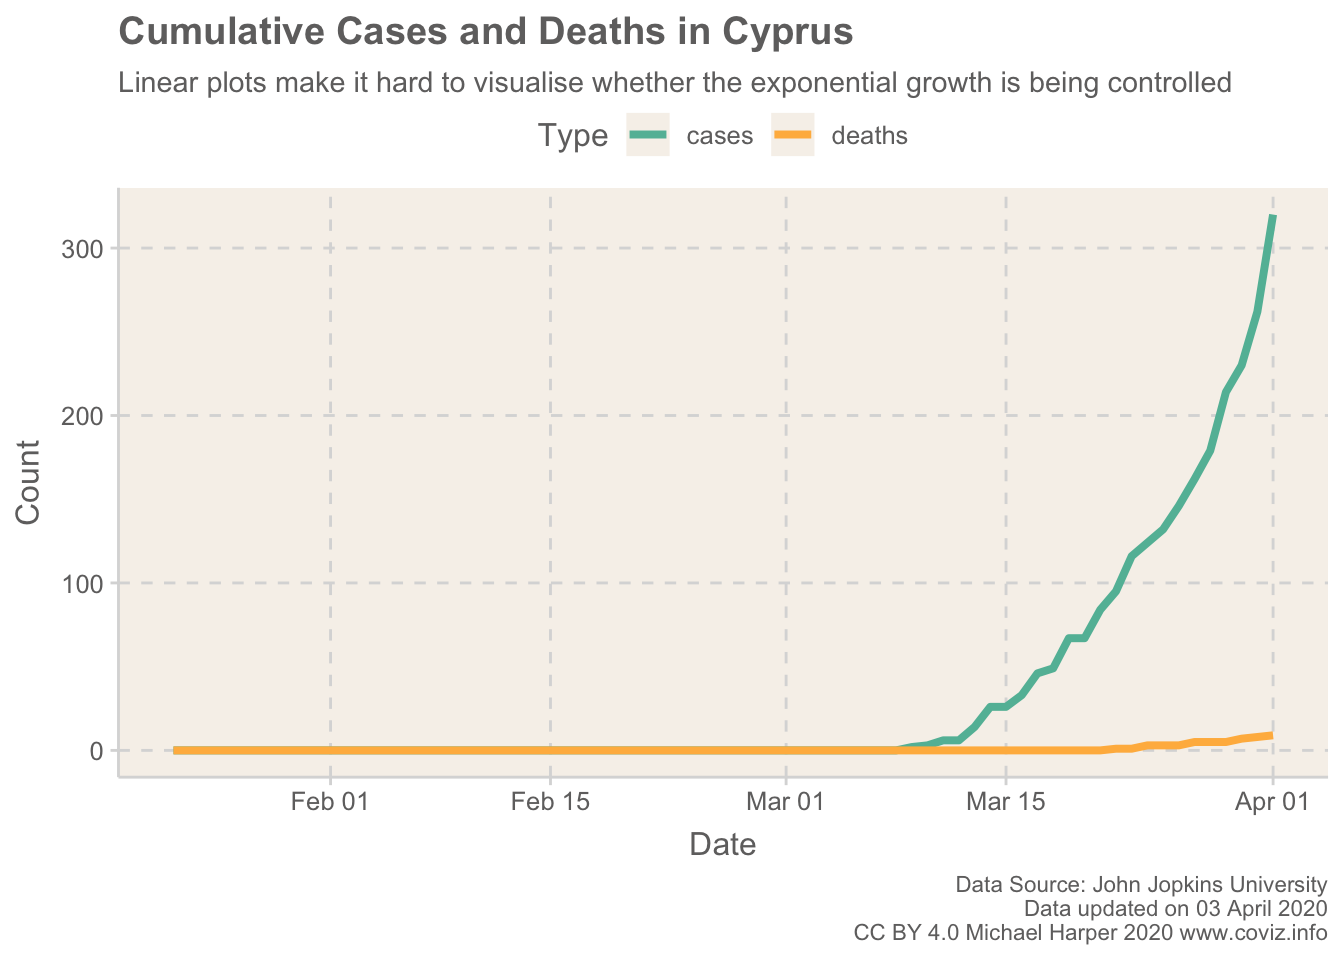 Cumulative Cases and Deaths in Cyprus
Linear plots make it hard to visualise whether the exponential growth is being controlled
Type cases deaths
300
200
100
0
Count
Feb 01 Feb 15 Mar 01 Mar 15 Apr 01
Date
Data Source: John Jopkins University
Data updated on 03 April 2020
CC BY 4.0 Michael Harper 2020 www.coviz.info